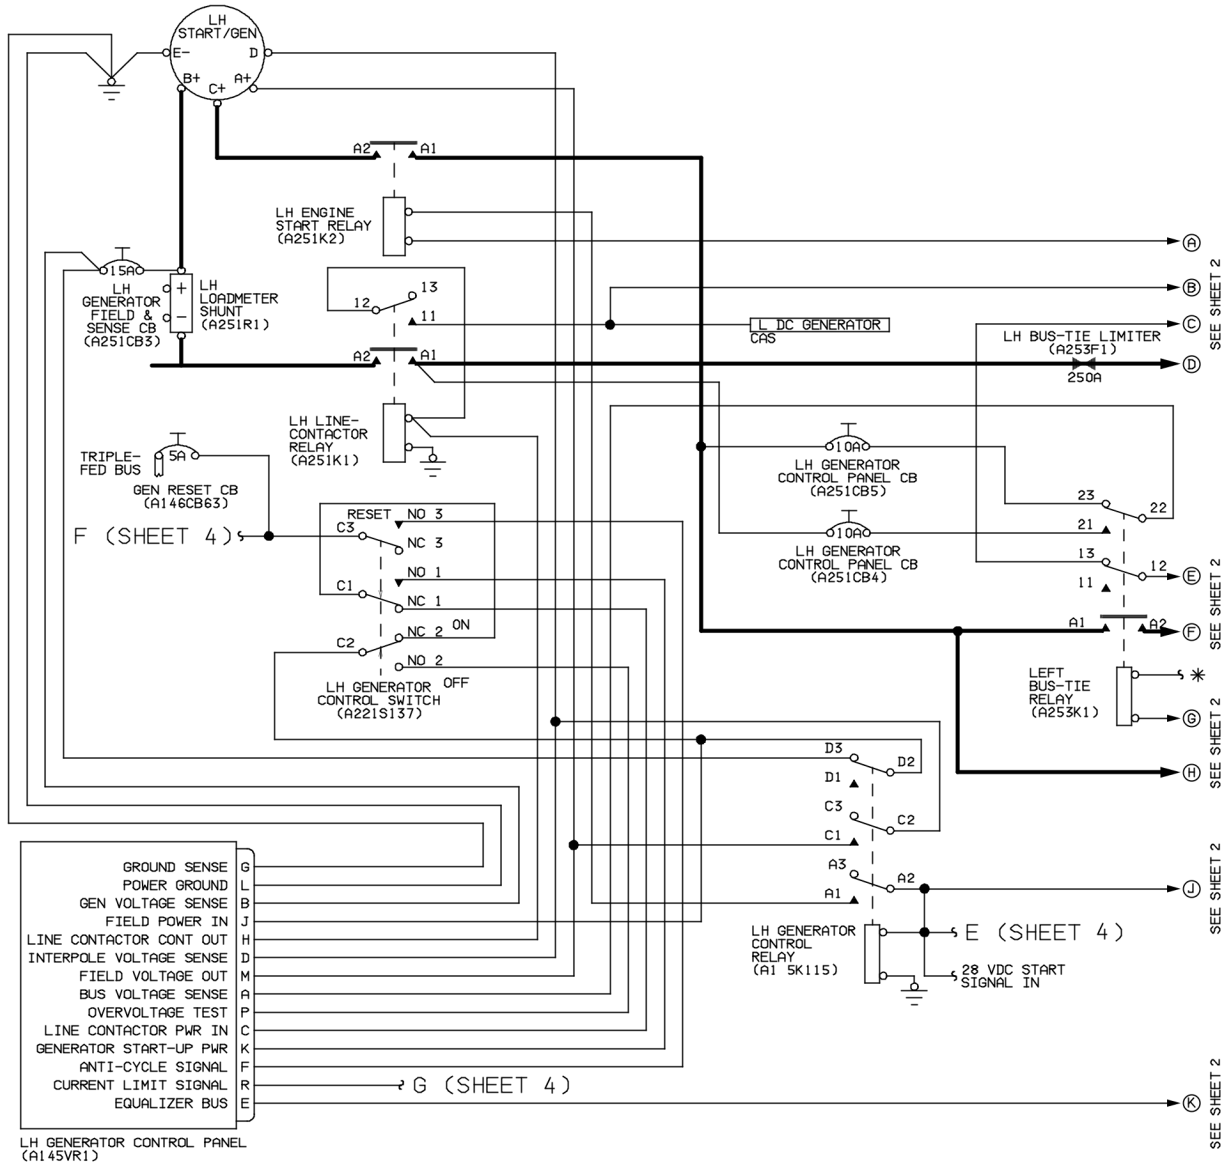 LH
START/GEN
E-
D
B+
C+
A+
A2
A1
LH ENGINE
START RELAY
(A251K2)
A
B
C
SEE SHEET 2
15A
LH
GENERATOR
FIELD &
SENSE CB
(A251CB3)
+
-
LH
LOADMETER
SHUNT
(A251R1)
12
13
11
L DC GENERATOR
CAS
LH BUS-TIE LIMITER
(A253F1)
250A
D
A2
A1
LH LINE-
CONTACTOR
RELAY
(A251K1)
TRIPLE-
FED BUS
5A
GEN RESET CB
(A146CB63)
10A
LH GENERATOR
CONTROL PANEL CB
(A251CB5)
10A
LH GENERATOR
CONTROL PANEL CB
(A251CB4)
23
22
21
13
12
11
E
SEE SHEET 2
A1
A2
F
LEFT
BUS-TIE
RELAY
(A253K1)
*
G
SEE SHEET 2
H
F (SHEET 4)
RESET
NO 3
C3
NC 3
NO 1
C1
NC 1
NC 2
ON
C2
NO 2
OFF
LH GENERATOR
CONTROL SWITCH
(A221S137)
D3
D2
D1
C3
C2
C1
A3
A2
A1
J
SEE SHEET 2
LH GENERATOR
CONTROL
RELAY
(A1 5K115)
E (SHEET 4)
28 VDC START
SIGNAL IN
GROUND SENSE G
POWER GROUND L
GEN VOLTAGE SENSE B
FIELD POWER IN J
LINE CONTACTOR CONT OUT H
INTERPOLE VOLTAGE SENSE D
FIELD VOLTAGE OUT M
BUS VOLTAGE SENSE A
OVERVOLTAGE TEST P
LINE CONTACTOR PWR IN C
GENERATOR START-UP PWR K
ANTI-CYCLE SIGNAL F
CURRENT LIMIT SIGNAL R
G (SHEET 4)
EQUALIZER BUS E
K
SEE SHEET 2
LH GENERATOR CONTROL PANEL
(A145VR1)